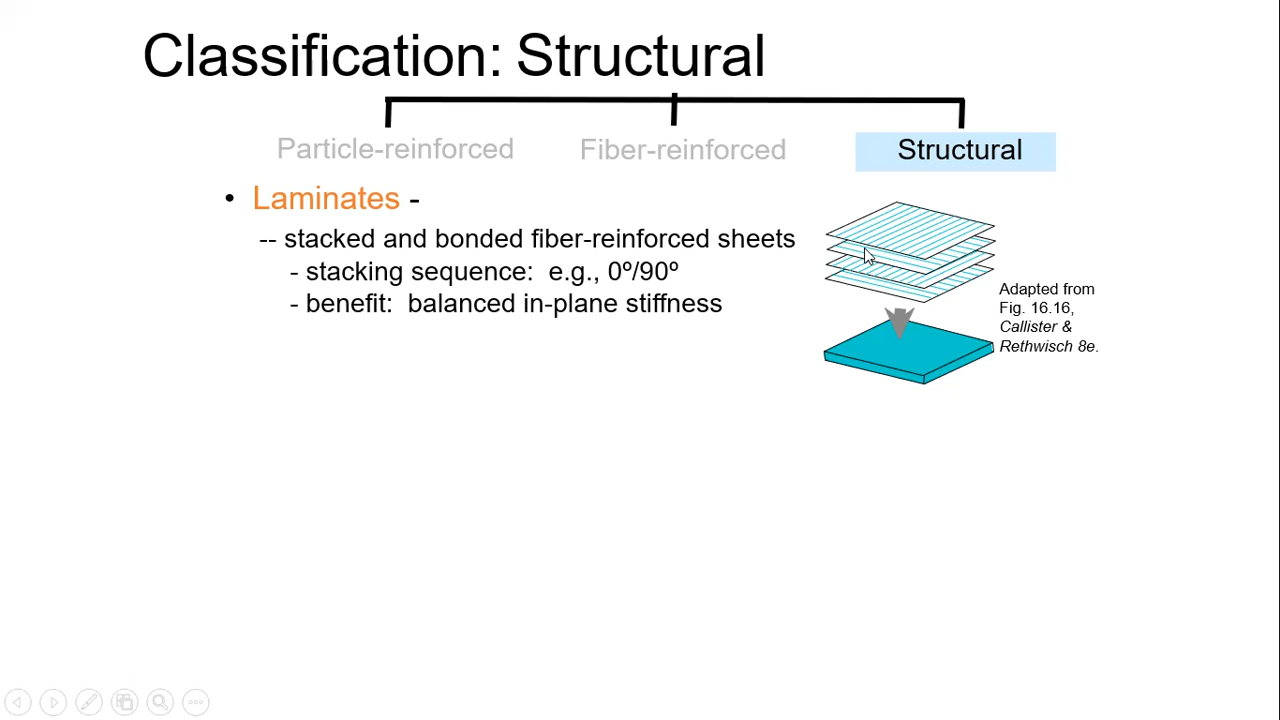 Classification: Structural
Particle-reinforced
Fiber-reinforced
Structural
• Laminates -
-- stacked and bonded fiber-reinforced sheets
- stacking sequence: e.g., 0º/90º
- benefit: balanced in-plane stiffness
Adapted from
Fig. 16.16,
Callister &
Rethwisch 8e.